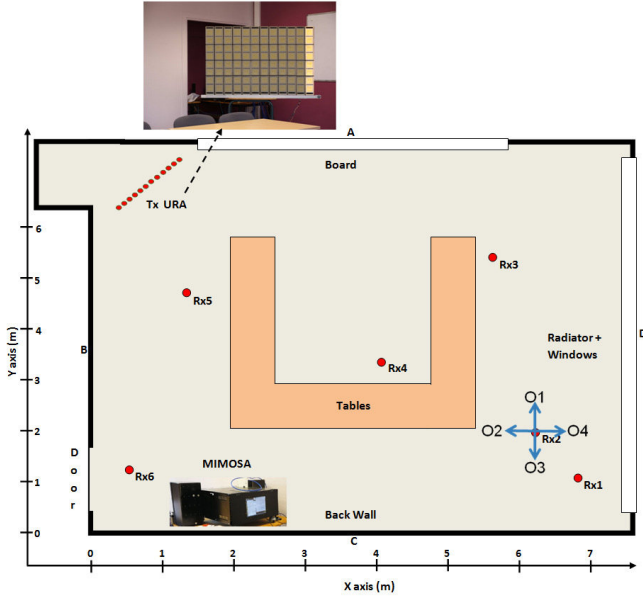 A
Board
Tx URA
6
Rx3
5
Rx5
Y axis (m)
4
B
D
Radiator +
Windows
Rx4
3
Tables
O1
2
O2
O4
Rx2
O3
D
o
o
r
MIMOSA
Rx6
1
Rx1
Back Wall
0
C
0
1
2
3
4
5
6
7
X axis (m)